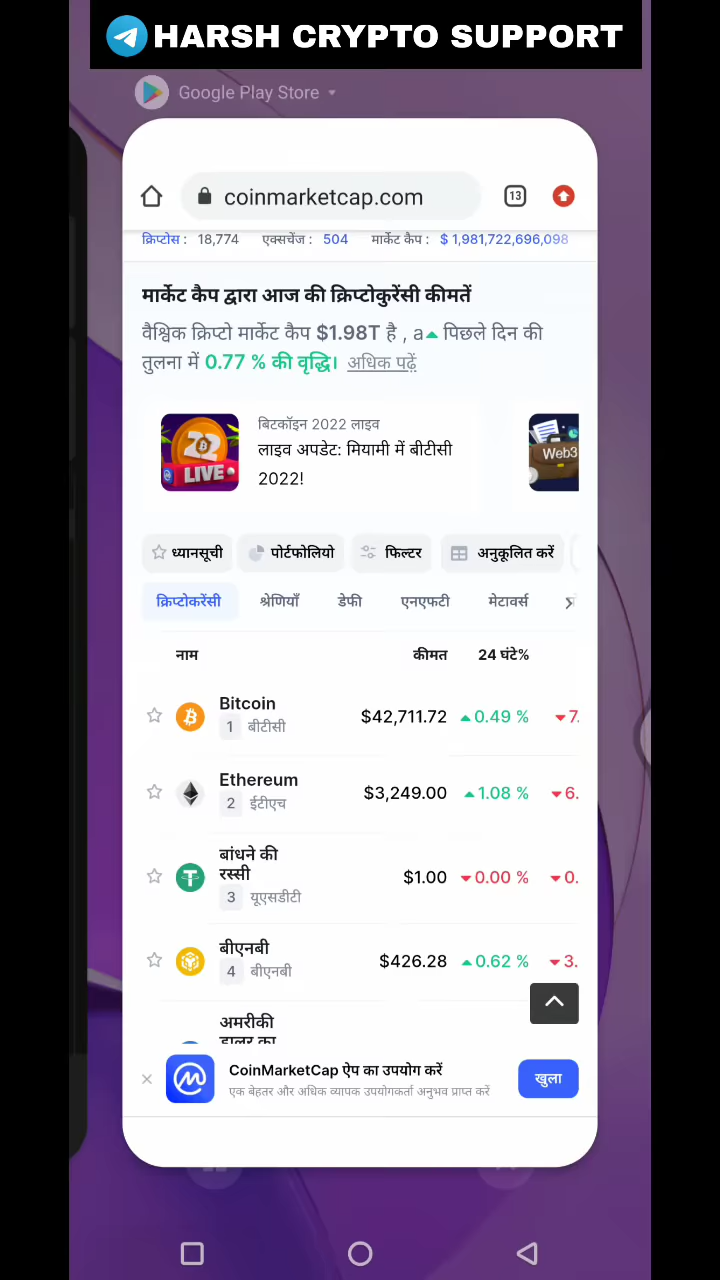 HARSH CRYPTO SUPPORT
Google Play Store
coinmarketcap.com
13
क्रिप्टोस : 18,774 एक्सचेंज : 504 मार्केट कैप : $ 1,981,722,696,098
मार्केट कैप द्वारा आज की क्रिप्टोकुरेंसी कीमतें
वैश्विक क्रिप्टो मार्केट कैप $1.98T है , a पिछले दिन की
तुलना में 0.77 % की वृद्धि। अधिक पढ़ें
बिटकॉइन 2022 लाइव
लाइव अपडेट: मियामी में बीटीसी
2022!
22
LIVE
Web3
ध्यानसूची पोर्टफोलियो फिल्टर अनुकूलित करें
क्रिप्टोकरेंसी श्रेणियाँ डेफी एनएफटी मेटावर्स
नाम कीमत 24 घंटे%
Bitcoin
1 बीटीसी
$42,711.72 0.49 % 7.
Ethereum
2 ईटीएच
$3,249.00 1.08 % 6.
बांधने की
रस्सी
3 यूएसडीटी
$1.00 0.00 % 0.
बीएनबी
4 बीएनबी
$426.28 0.62 % 3.
अमरीकी
डालर का
CoinMarketCap ऐप का उपयोग करें
एक बेहतर और अधिक व्यापक उपयोगकर्ता अनुभव प्राप्त करें
खुला